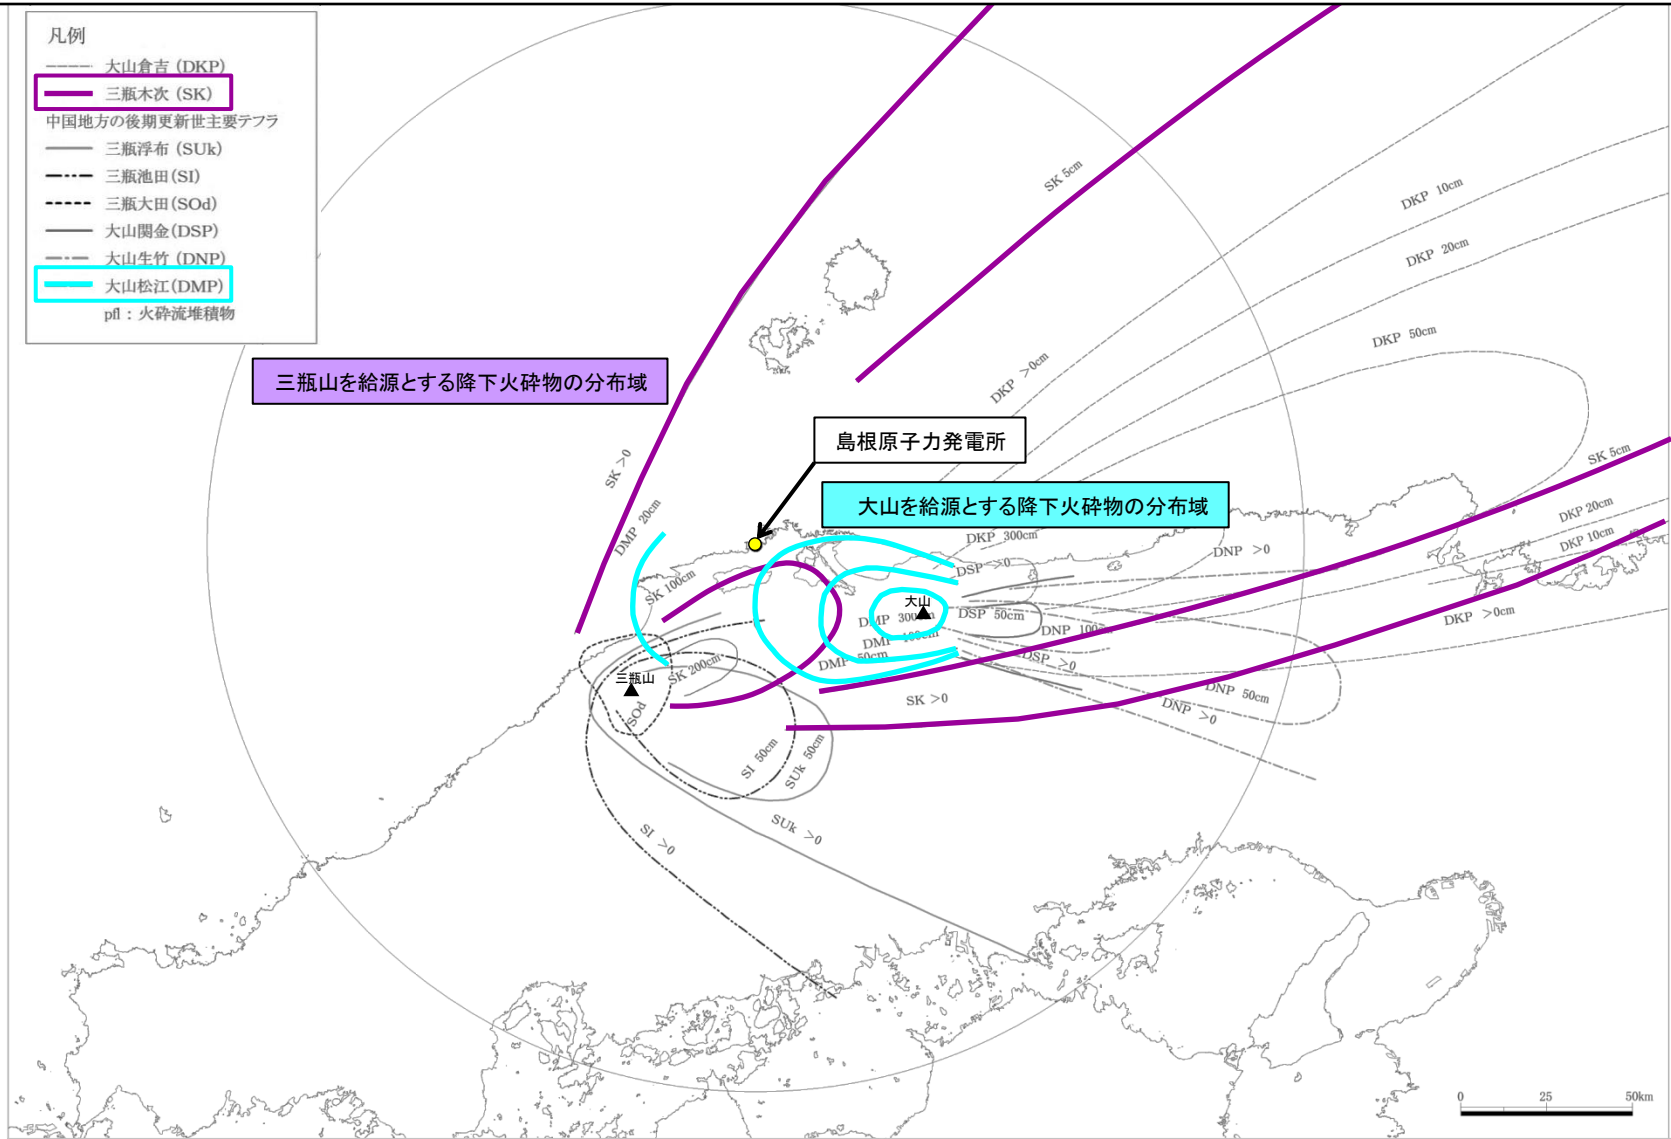 凡例
大山倉吉 (DKP)
三瓶木次 (SK)
中国地方の後期更新世主要テフラ
三瓶浮布 (SUk)
三瓶池田(SI)
三瓶大田(SOd)
大山関金(DSP)
大山生竹 (DNP)
大山松江(DMP)
pfl : 火砕流堆積物
三瓶山を給源とする降下火砕物の分布域
島根原子力発電所
大山を給源とする降下火砕物の分布域
SK 5cm
DKP 10cm
DKP 20cm
DKP 50cm
DKP >0cm
SK >0
DMP 20cm
SK 5cm
DKP 20cm
DKP 10cm
DKP 300cm
DNP >0
DSP >0
SK 100cm
大山
DMP 300cm
DSP 50cm
DNP 100cm
DKP >0cm
DMP 100cm
DMP 50cm
DSP >0
三瓶山
SK 200cm
SOd
SK >0
DNP 50cm
DNP >0
SI 50cm
SUk 50cm
SUk >0
SI >0
0 25 50km